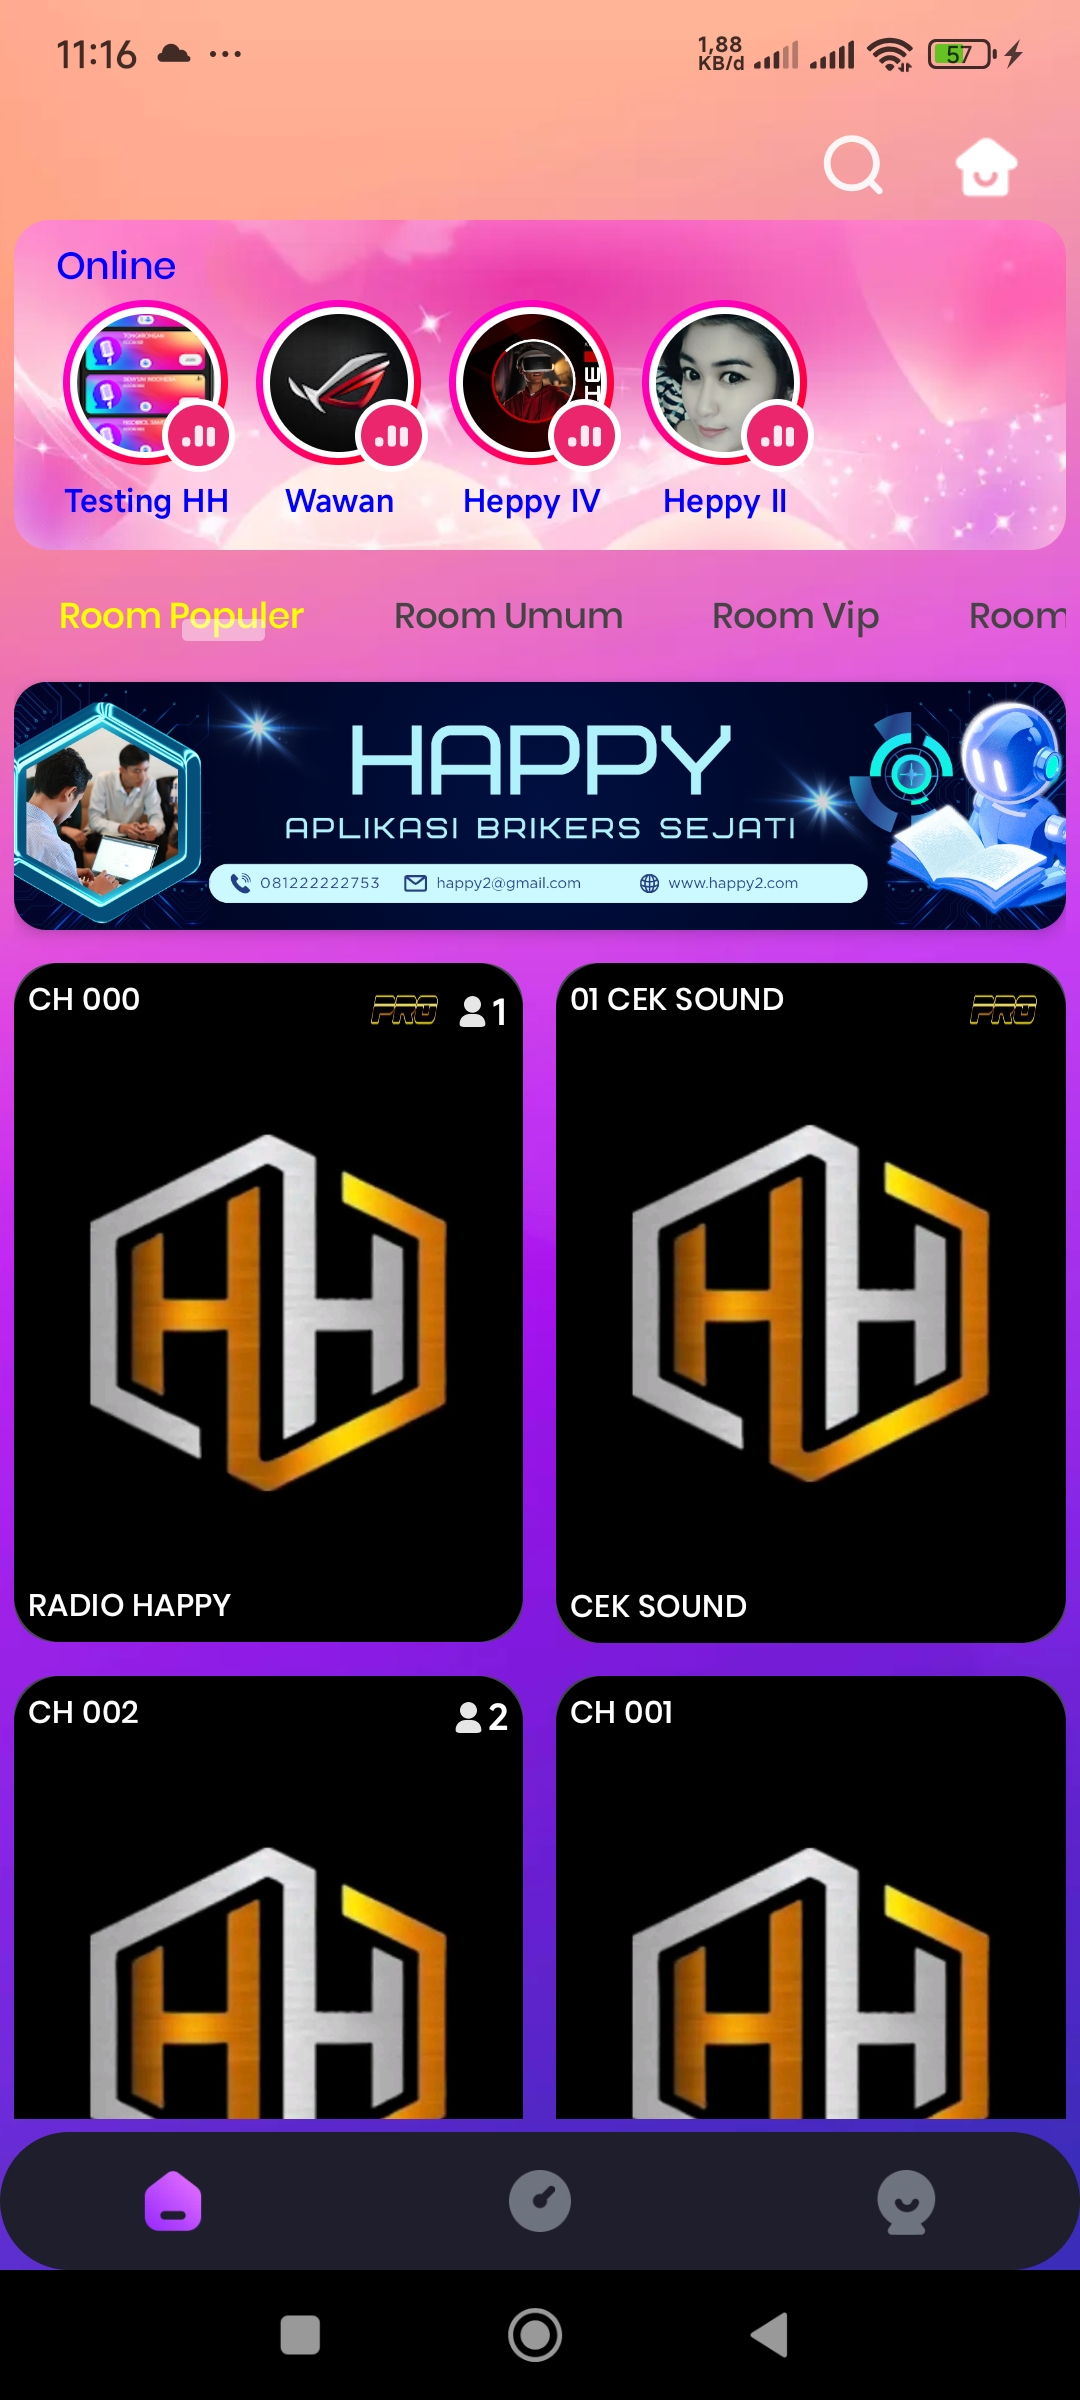 11:16
1,88
KB/d
57
Online
Testing HH
Wawan
Heppy IV
Heppy II
Room Populer
Room Umum
Room Vip
Room
HAPPY
APLIKASI BRIKERS SEJATI
081222222753
happy2@gmail.com
www.happy2.com
CH 000
PRO
1
RADIO HAPPY
01 CEK SOUND
PRO
CEK SOUND
CH 002
2
CH 001